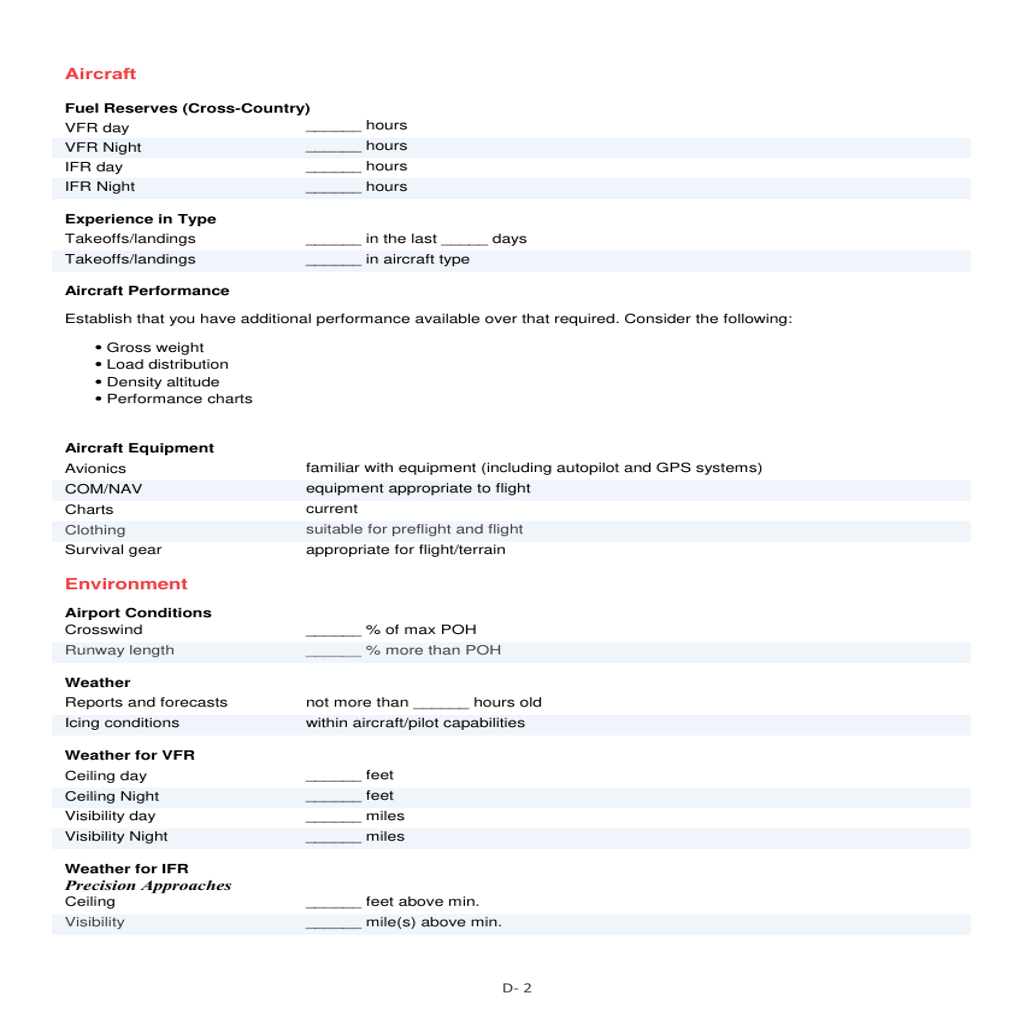 Aircraft
Fuel Reserves (Cross-Country)
VFR day ______ hours
VFR Night ______ hours
IFR day ______ hours
IFR Night ______ hours
Experience in Type
Takeoffs/landings ______ in the last _____ days
Takeoffs/landings ______ in aircraft type
Aircraft Performance
Establish that you have additional performance available over that required. Consider the following:
• Gross weight
• Load distribution
• Density altitude
• Performance charts
Aircraft Equipment
Avionics familiar with equipment (including autopilot and GPS systems)
COM/NAV equipment appropriate to flight
Charts current
Clothing suitable for preflight and flight
Survival gear appropriate for flight/terrain
Environment
Airport Conditions
Crosswind ______ % of max POH
Runway length ______ % more than POH
Weather
Reports and forecasts not more than ______ hours old
Icing conditions within aircraft/pilot capabilities
Weather for VFR
Ceiling day ______ feet
Ceiling Night ______ feet
Visibility day ______ miles
Visibility Night ______ miles
Weather for IFR
Precision Approaches
Ceiling ______ feet above min.
Visibility ______ mile(s) above min.
D- 2